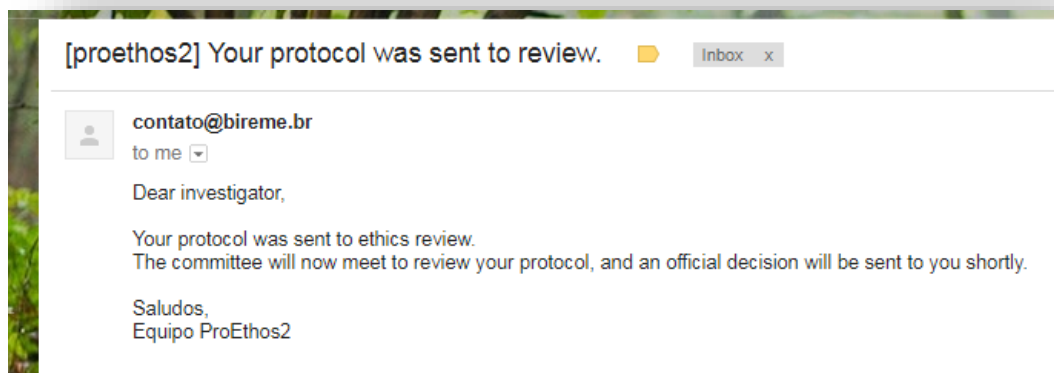 [proethos2] Your protocol was sent to review.
Inbox x
contato@bireme.br
to me
Dear investigator,
Your protocol was sent to ethics review.
The committee will now meet to review your protocol, and an official decision will be sent to you shortly.
Saludos,
Equipo ProEthos2